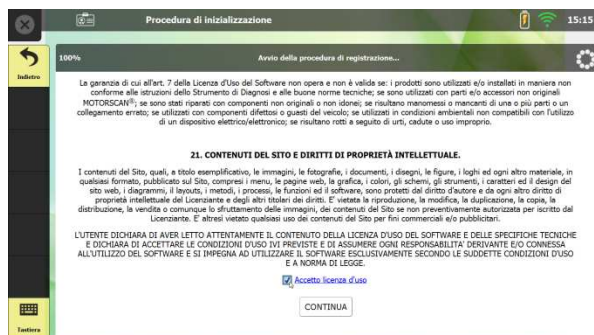 Procedura di inizializzazione
15:15
Indietro
100%
Avvio della procedura di registrazione...
La garanzia di cui all'art. 7 della Licenza d'Uso del Software non opera e non è valida se: i prodotti sono utilizzati e/o installati in maniera non
conforme alle istruzioni dello Strumento di Diagnosi e alle buone norme tecniche; se sono utilizzati con parti e/o accessori non originali
MOTORSCAN®; se sono stati riparati con componenti non originali o non idonei; se risultano manomessi o mancanti di una o più parti o un
collegamento errato; se utilizzati con componenti difettosi o guasti del veicolo; se utilizzati in condizioni ambientali non compatibili con l'utilizzo
di un dispositivo elettrico/elettronico; se risultano rotti a seguito di urti, cadute o uso improprio.
21. CONTENUTI DEL SITO E DIRITTI DI PROPRIETÀ INTELLETTUALE.
I contenuti del Sito, quali, a titolo esemplificativo, le immagini, le fotografie, i documenti, i disegni, le figure, i loghi ed ogni altro materiale, in
qualsiasi formato, pubblicato sul Sito, compresi i menu, le pagine web, la grafica, i colori, gli schemi, gli strumenti, i caratteri ed il design del
sito web, i diagrammi, il layouts, i metodi, i processi, le funzioni ed il software, sono protetti dal diritto d'autore e da ogni altro diritto di
proprietà intellettuale del Licenziante e degli altri titolari dei diritti. E' vietata la riproduzione, la modifica, la duplicazione, la copia, la
distribuzione, la vendita o comunque lo sfruttamento delle immagini, dei contenuti del Sito se non preventivamente autorizzata per iscritto dal
Licenziante. E' altresì vietato qualsiasi uso dei contenuti del Sito per fini commerciali e/o pubblicitari.
L'UTENTE DICHIARA DI AVER LETTO ATTENTAMENTE IL CONTENUTO DELLA LICENZA D'USO DEL SOFTWARE E DELLE SPECIFICHE TECNICHE
E DICHIARA DI ACCETTARE LE CONDIZIONI D'USO IVI PREVISTE E DI ASSUMERE OGNI RESPONSABILITA' DERIVANTE E/O CONNESSA
ALL'UTILIZZO DEL SOFTWARE E SI IMPEGNA AD UTILIZZARE IL SOFTWARE ESCLUSIVAMENTE SECONDO LE SUDDETTE CONDIZIONI D'USO
E A NORMA DI LEGGE.
Accetto licenza d'uso
CONTINUA
Tastiera